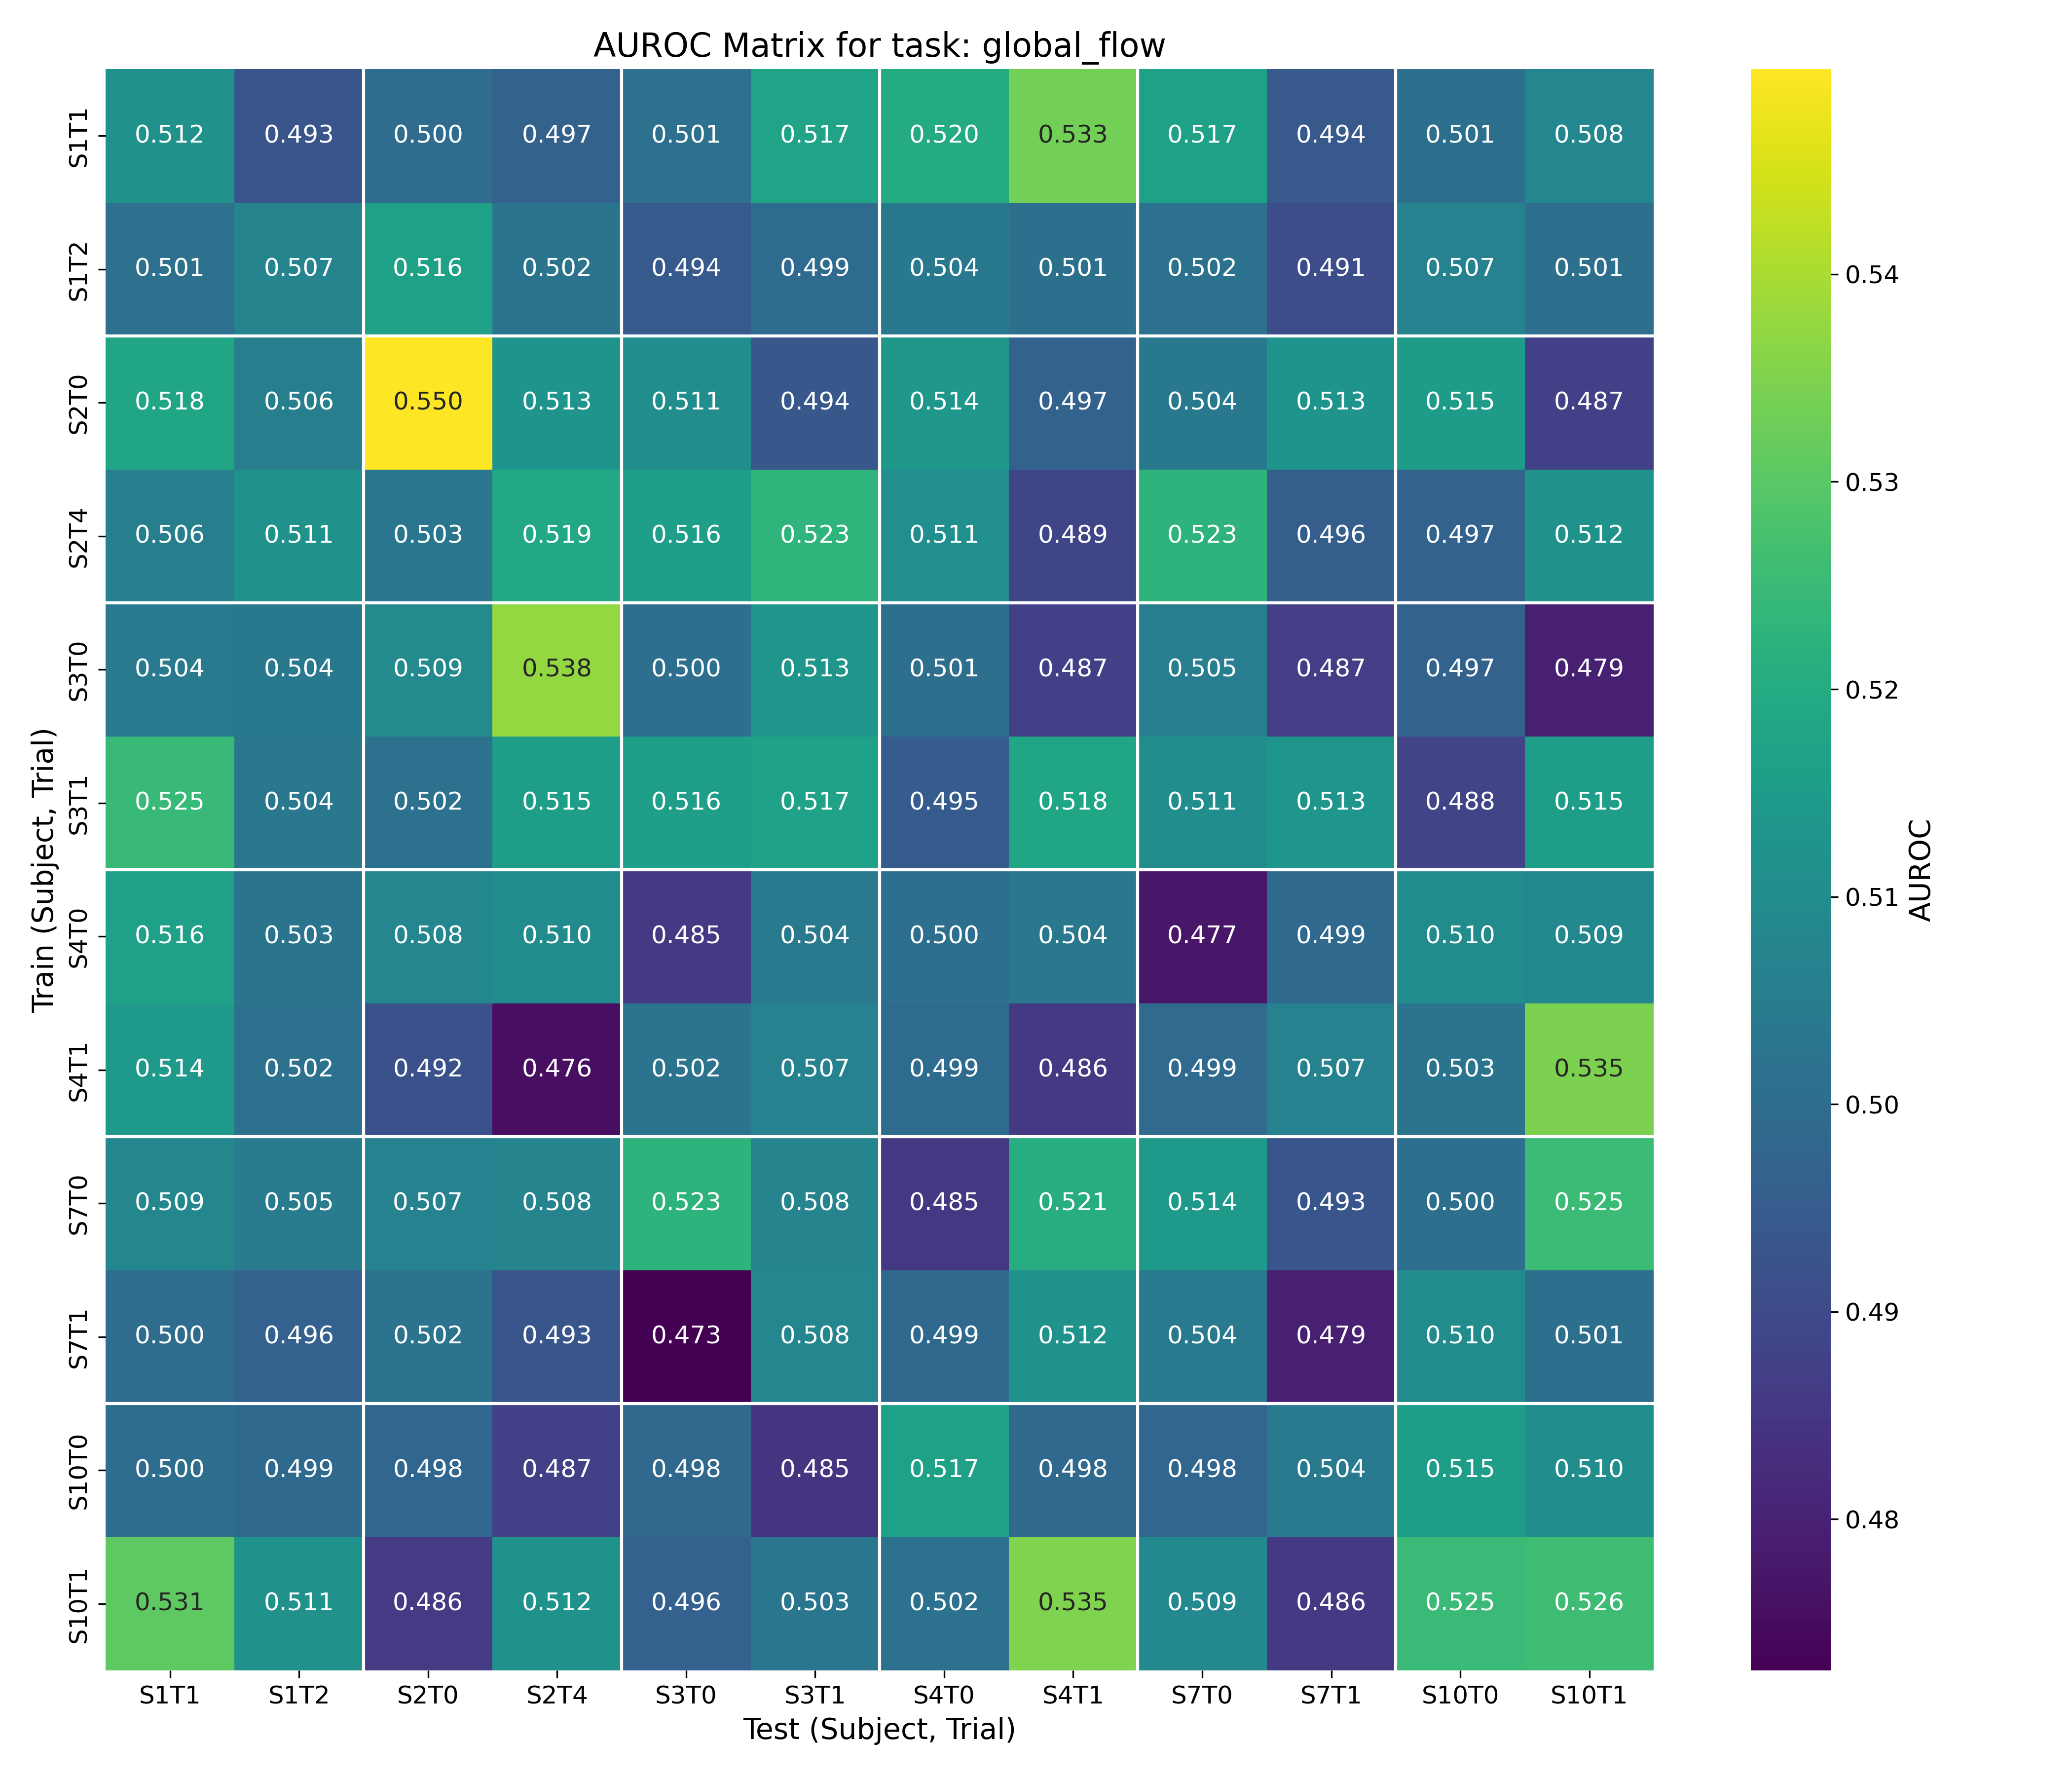 AUROC Matrix for task: global_flow
Train (Subject, Trial)
S1T1 0.512 0.493 0.500 0.497 0.501 0.517 0.520 0.533 0.517 0.494 0.501 0.508
S1T2 0.501 0.507 0.516 0.502 0.494 0.499 0.504 0.501 0.502 0.491 0.507 0.501
S2T0 0.518 0.506 0.550 0.513 0.511 0.494 0.514 0.497 0.504 0.513 0.515 0.487
S2T4 0.506 0.511 0.503 0.519 0.516 0.523 0.511 0.489 0.523 0.496 0.497 0.512
S3T0 0.504 0.504 0.509 0.538 0.500 0.513 0.501 0.487 0.505 0.487 0.497 0.479
S3T1 0.525 0.504 0.502 0.515 0.516 0.517 0.495 0.518 0.511 0.513 0.488 0.515
S4T0 0.516 0.503 0.508 0.510 0.485 0.504 0.500 0.504 0.477 0.499 0.510 0.509
S4T1 0.514 0.502 0.492 0.476 0.502 0.507 0.499 0.486 0.499 0.507 0.503 0.535
S7T0 0.509 0.505 0.507 0.508 0.523 0.508 0.485 0.521 0.514 0.493 0.500 0.525
S7T1 0.500 0.496 0.502 0.493 0.473 0.508 0.499 0.512 0.504 0.479 0.510 0.501
S10T0 0.500 0.499 0.498 0.487 0.498 0.485 0.517 0.498 0.498 0.504 0.515 0.510
S10T1 0.531 0.511 0.486 0.512 0.496 0.503 0.502 0.535 0.509 0.486 0.525 0.526
S1T1 S1T2 S2T0 S2T4 S3T0 S3T1 S4T0 S4T1 S7T0 S7T1 S10T0 S10T1
Test (Subject, Trial)
0.54
0.53
0.52
0.51
0.50
0.49
0.48
AUROC